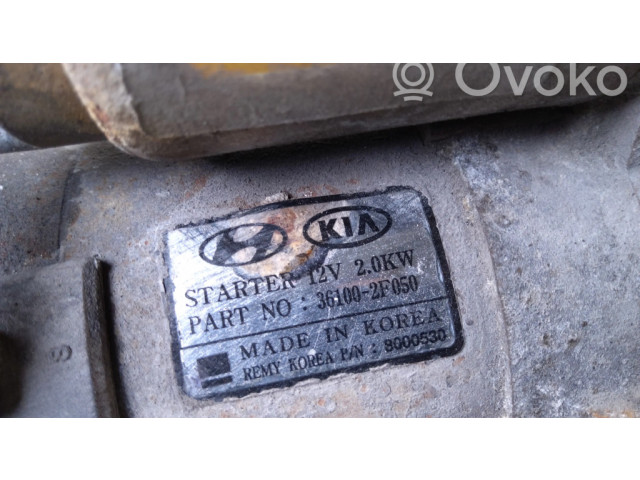 Ovoko
KIA
STARTER 12V 2.0KW
PART NO : 36100-2F050
MADE IN KOREA
REMY KOREA P/N : 8000530